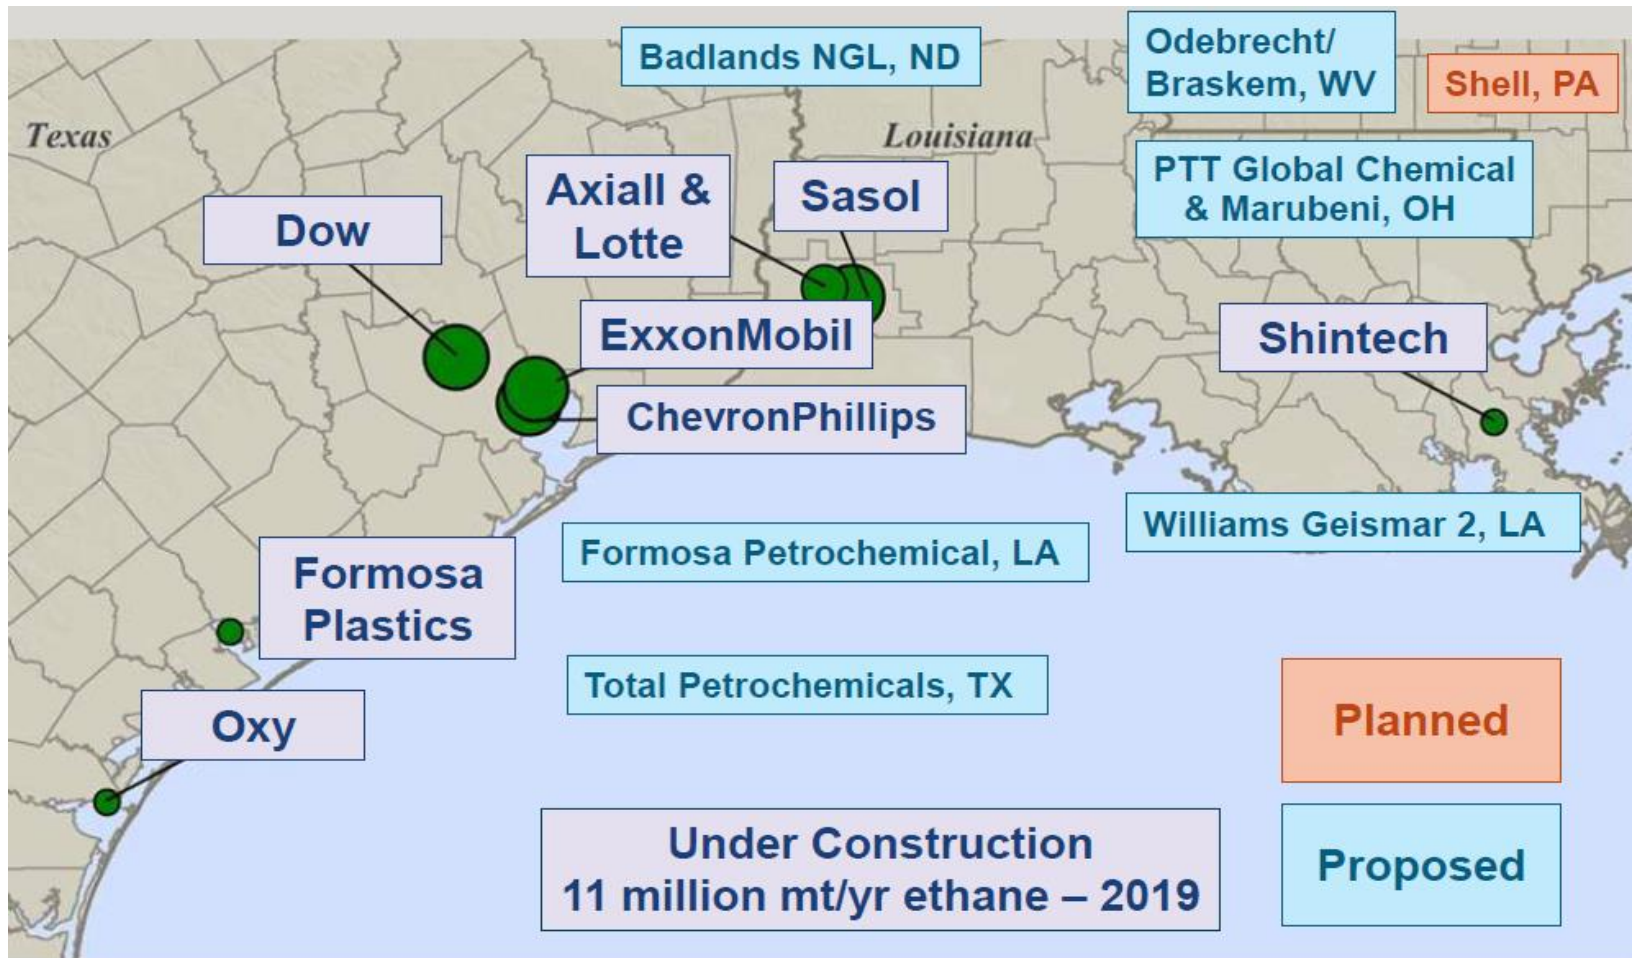 Badlands NGL, ND
Odebrecht/
Braskem, WV
Shell, PA
Texas
Louisiana
PTT Global Chemical
& Marubeni, OH
Axiall &
Lotte
Sasol
Dow
ExxonMobil
Shintech
ChevronPhillips
Williams Geismar 2, LA
Formosa Petrochemical, LA
Formosa
Plastics
Total Petrochemicals, TX
Planned
Oxy
Under Construction
11 million mt/yr ethane – 2019
Proposed